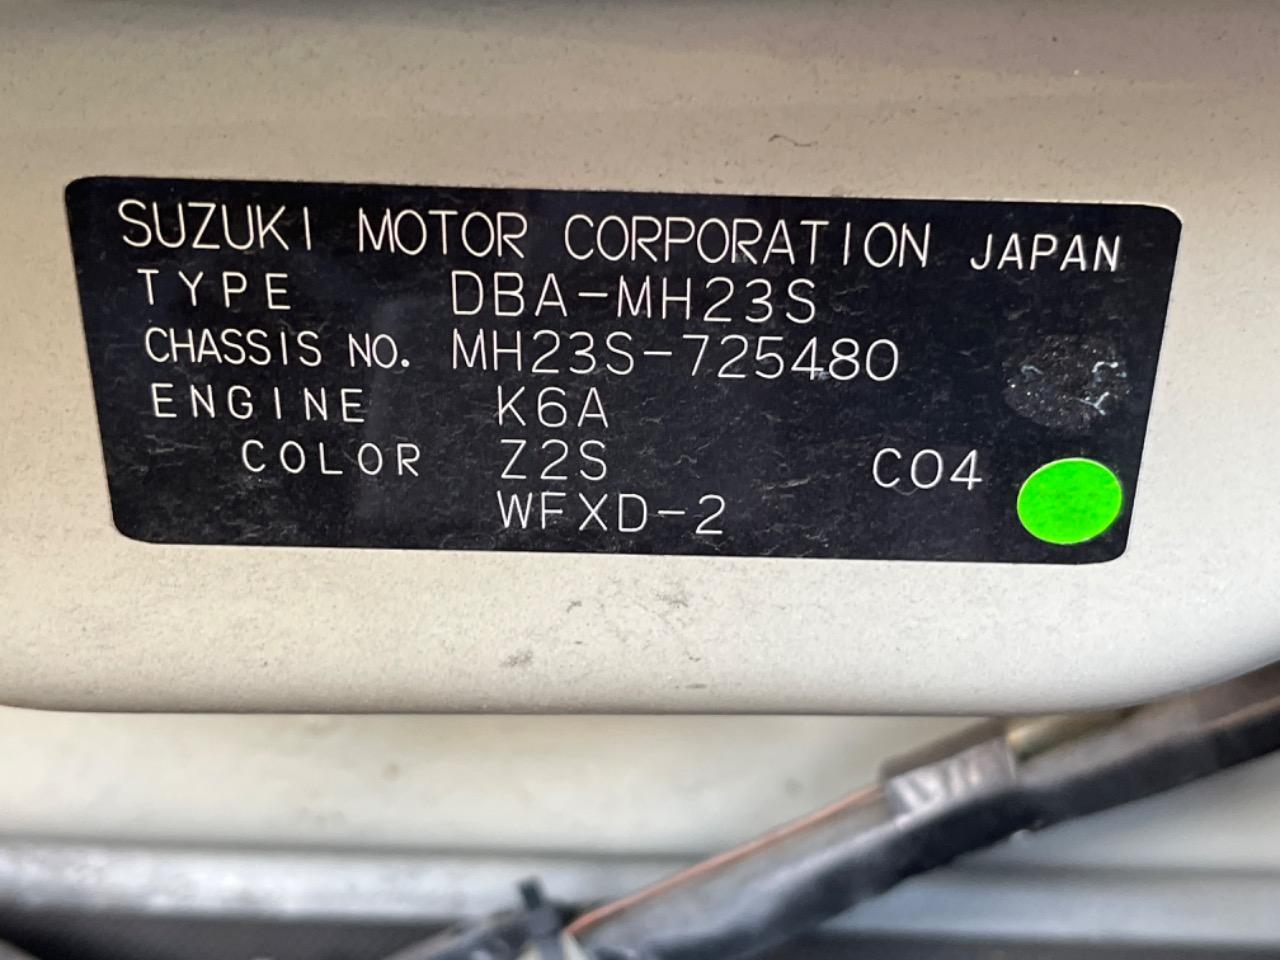 SUZUKI MOTOR CORPORATION JAPAN
TYPE DBA-MH23S
CHASSIS NO. MH23S-725480
ENGINE K6A
COLOR Z2S C04
WFXD-2